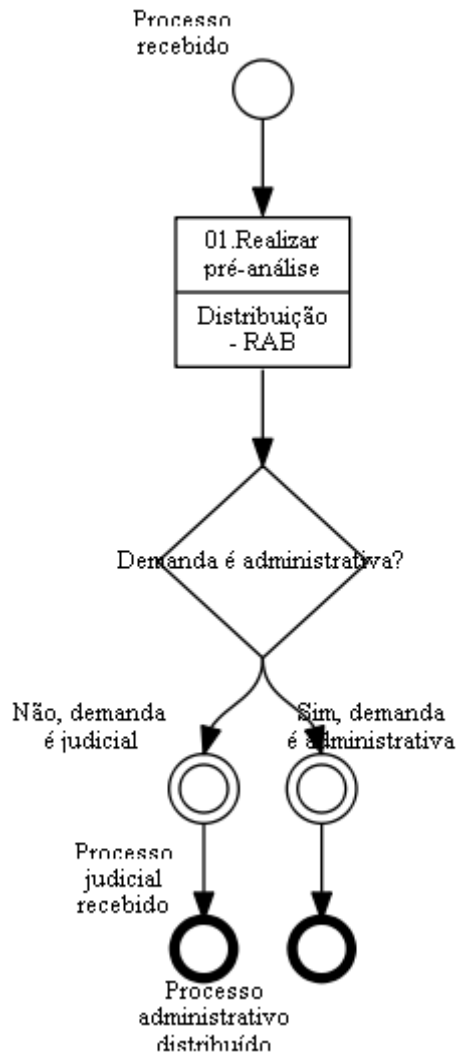 Processo
recebido
01.Realizar
pré-análise
Distribuição
- RAB
Demanda é administrativa?
Não, demanda
é judicial
Sim, demanda
é administrativa
Processo
judicial
recebido
Processo
administrativo
distribuído